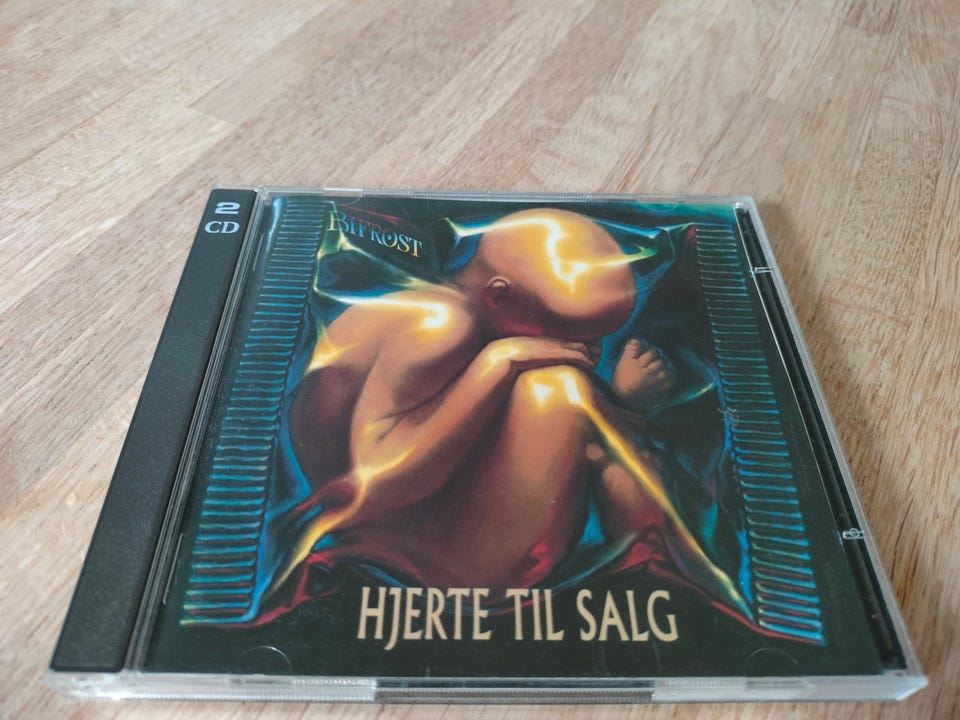 2
CD
BIFROST
HJERTE TIL SALG